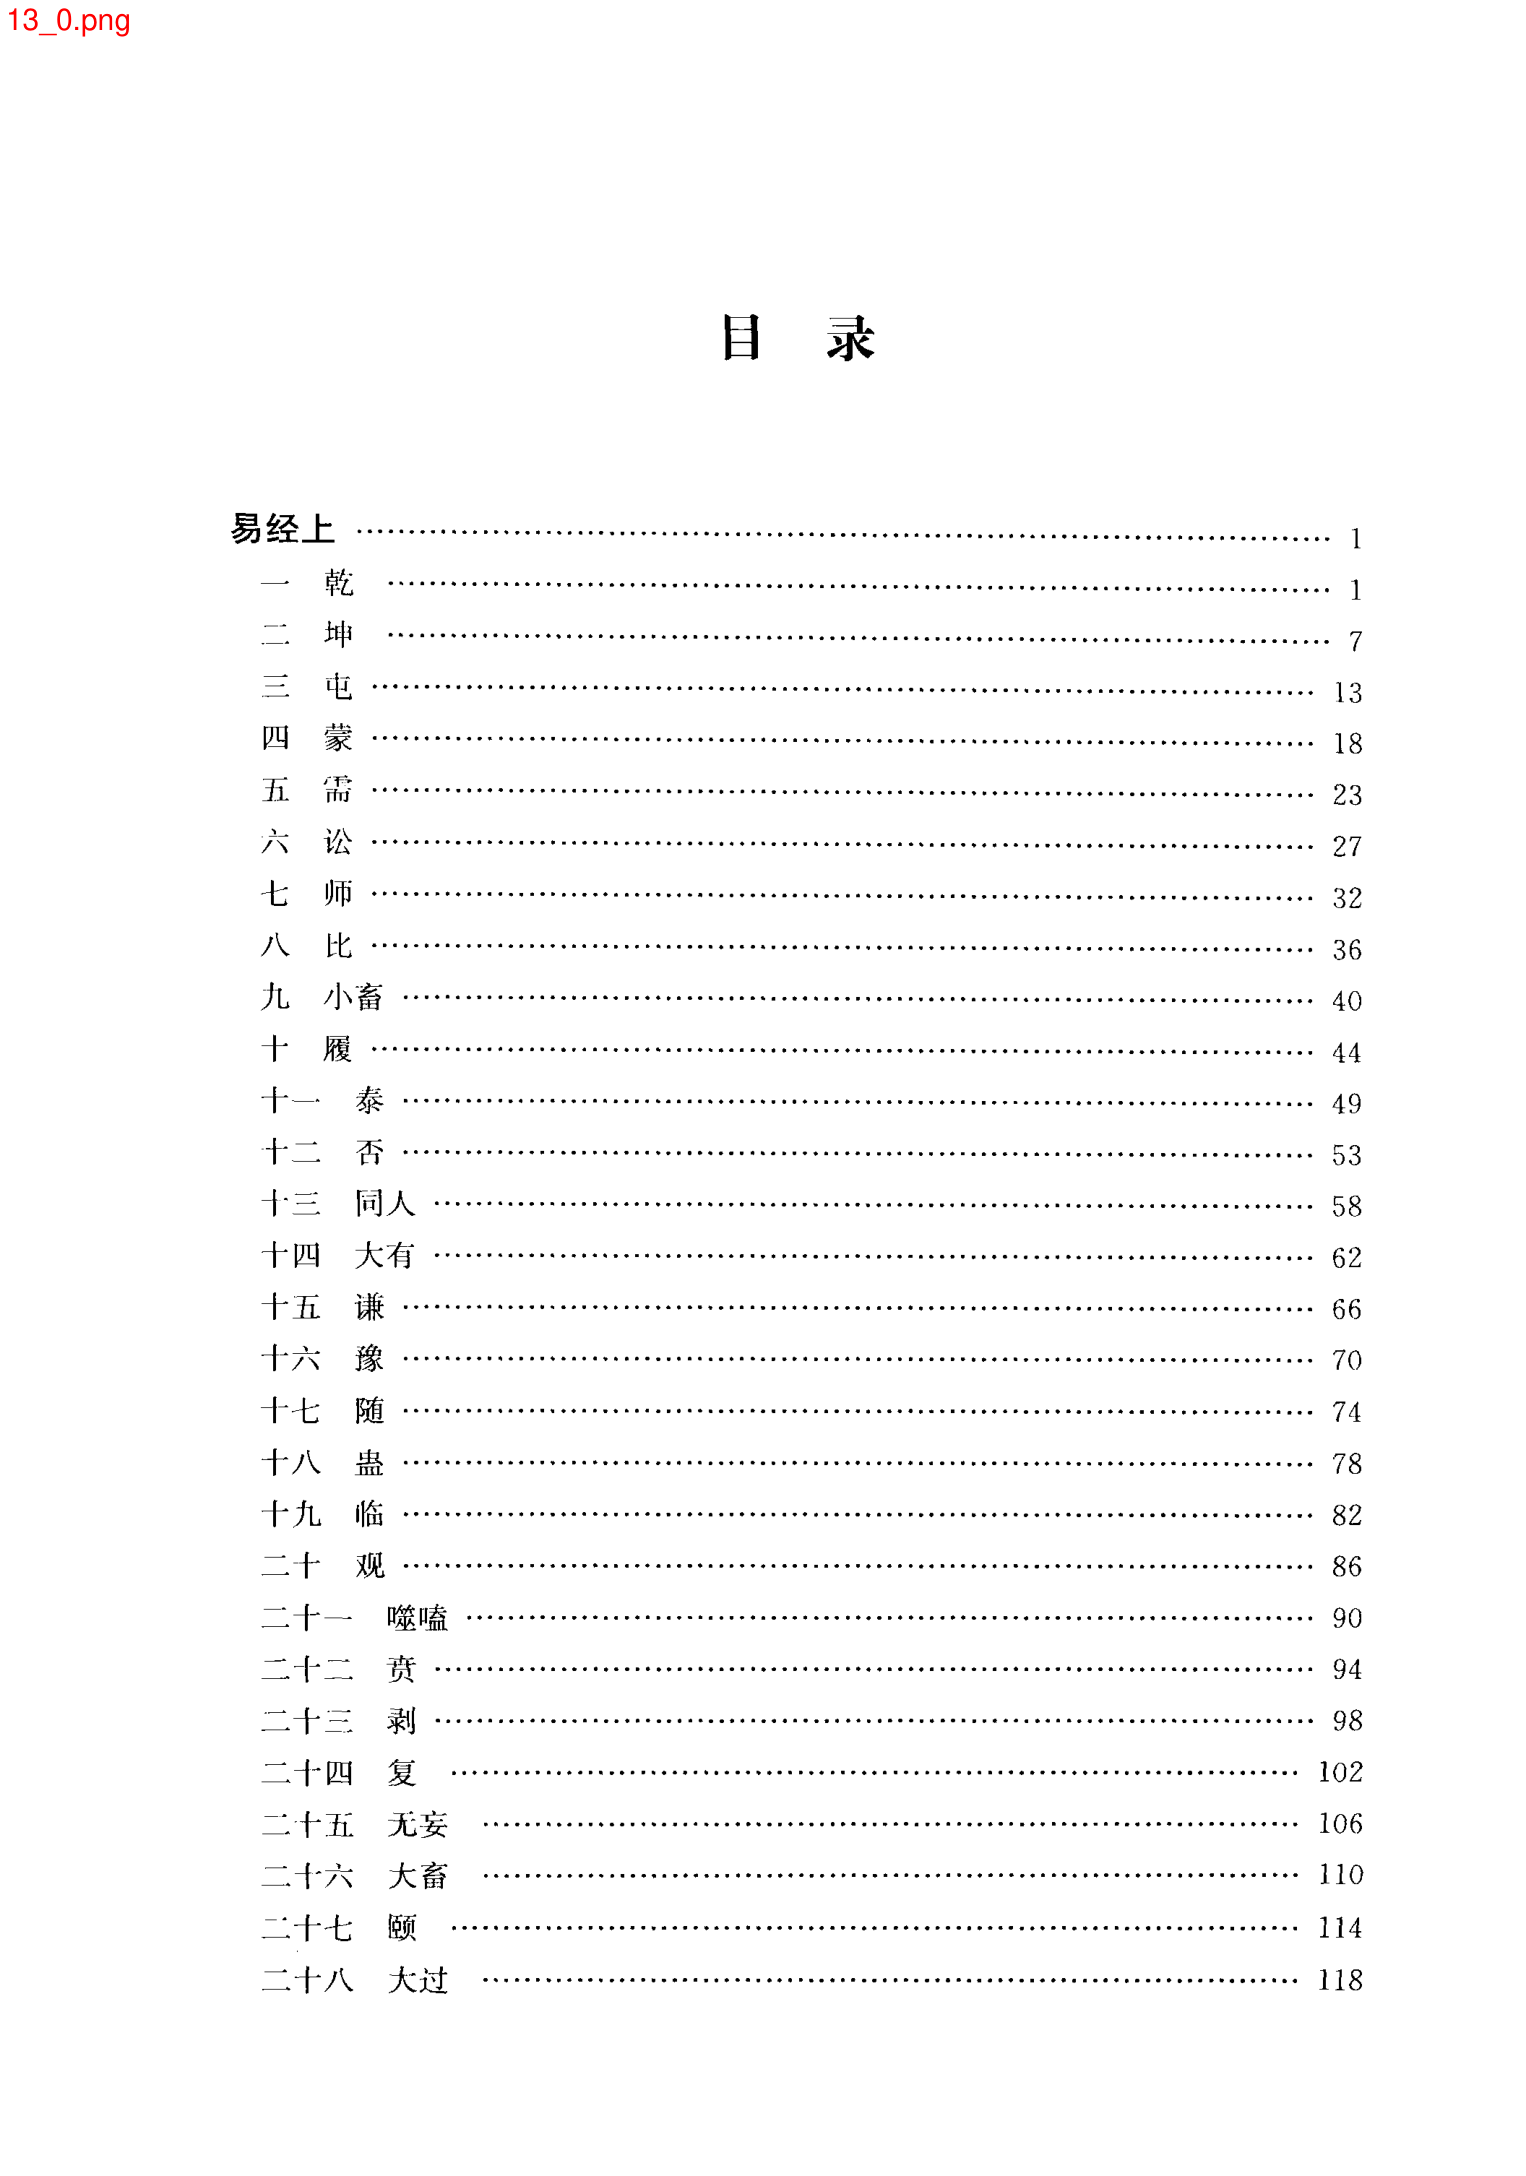 13_0.png
目 录
易经上 …… 1
一 乾 …… 1
二 坤 …… 7
三 屯 …… 13
四 蒙 …… 18
五 需 …… 23
六 讼 …… 27
七 师 …… 32
八 比 …… 36
九 小畜 …… 40
十 履 …… 44
十一 泰 …… 49
十二 否 …… 53
十三 同人 …… 58
十四 大有 …… 62
十五 谦 …… 66
十六 豫 …… 70
十七 随 …… 74
十八 蛊 …… 78
十九 临 …… 82
二十 观 …… 86
二十一 噬嗑 …… 90
二十二 贲 …… 94
二十三 剥 …… 98
二十四 复 …… 102
二十五 无妄 …… 106
二十六 大畜 …… 110
二十七 颐 …… 114
二十八 大过 …… 118